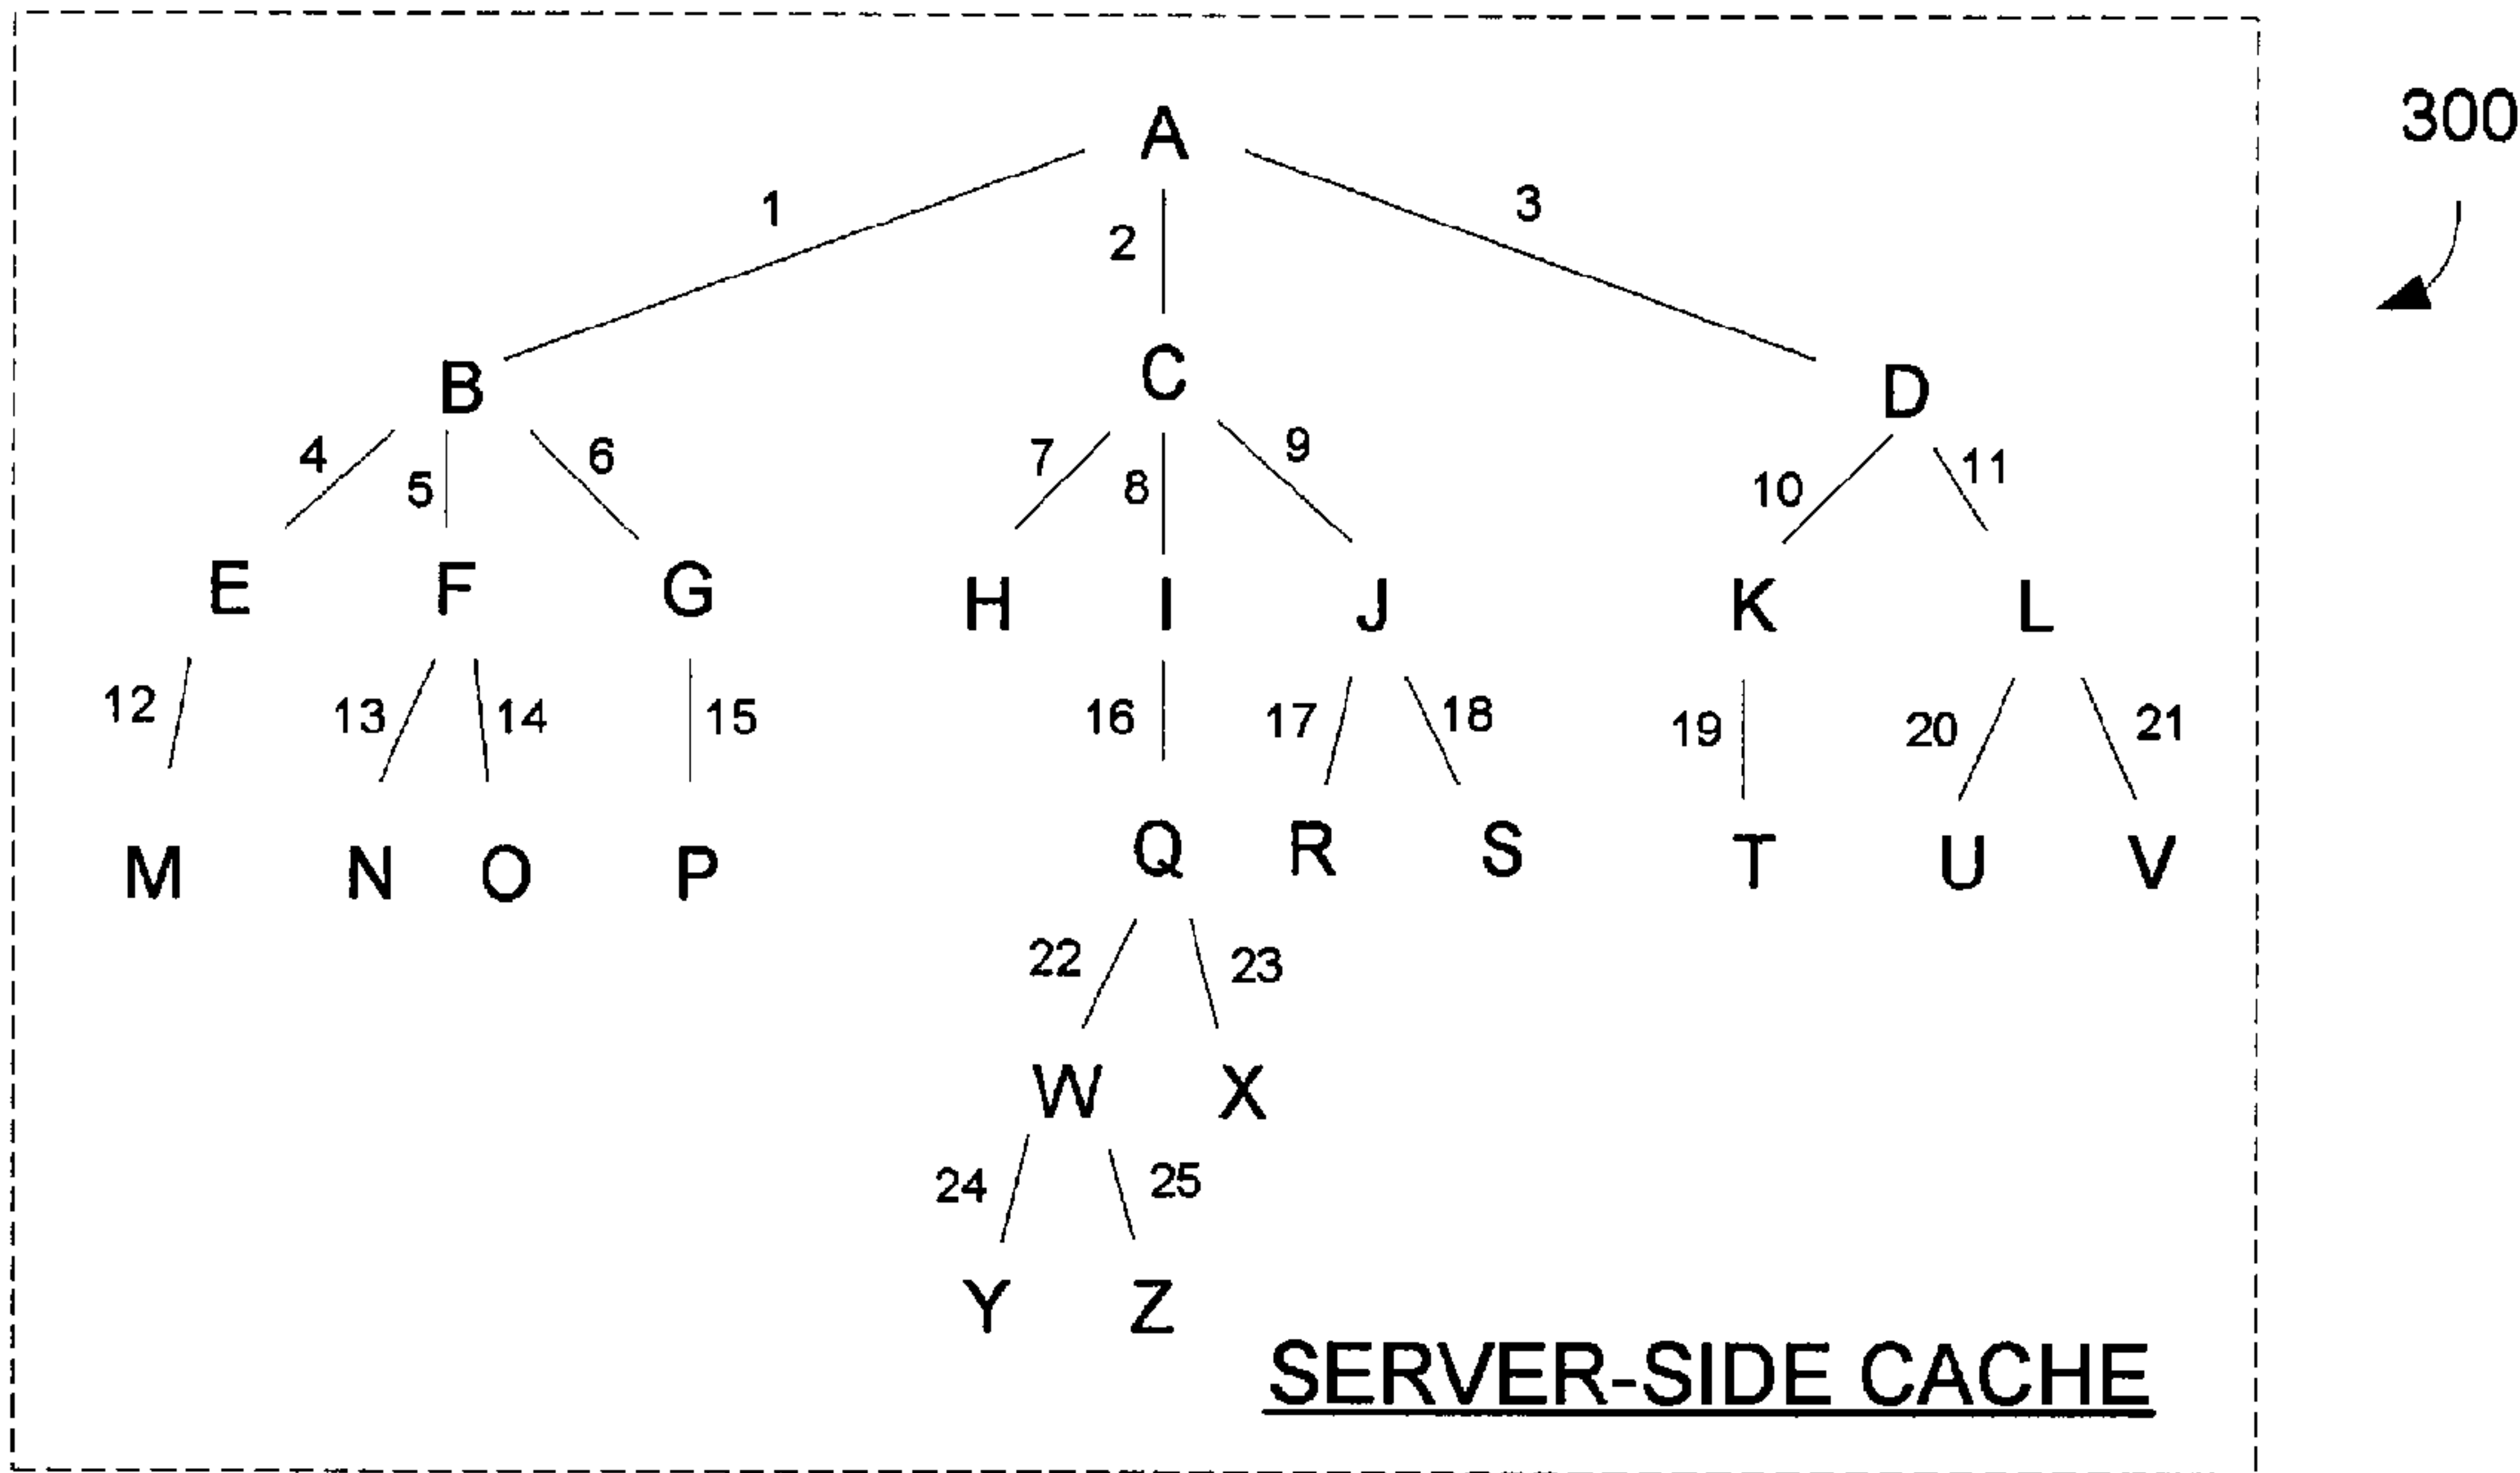 300
A
1 2 3
B C D
4 5 6 7 8 9 10 11
E F G H I J K L
12 13 14 15 16 17 18 19 20 21
M N O P Q R S T U V
22 23
W X
24 25
Y Z
SERVER-SIDE CACHE